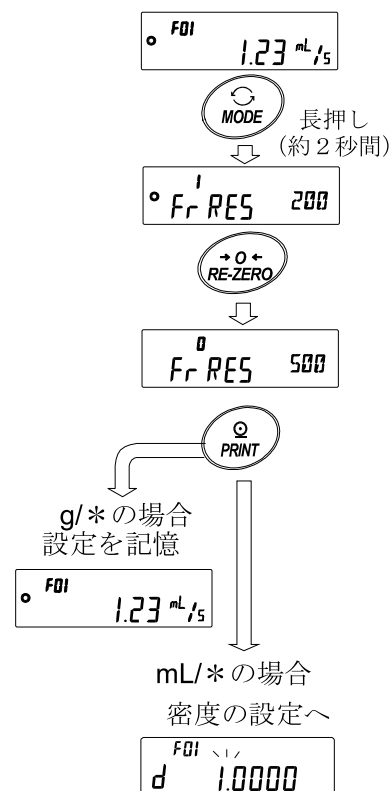 F01
1.23 mL/s
MODE
長押し
(約2秒間)
1
Fr RES 200
→0←
RE-ZERO
0
Fr RES 500
PRINT
g/*の場合
設定を記憶
F01
1.23 mL/s
mL/*の場合
密度の設定へ
F01
d 1.0000